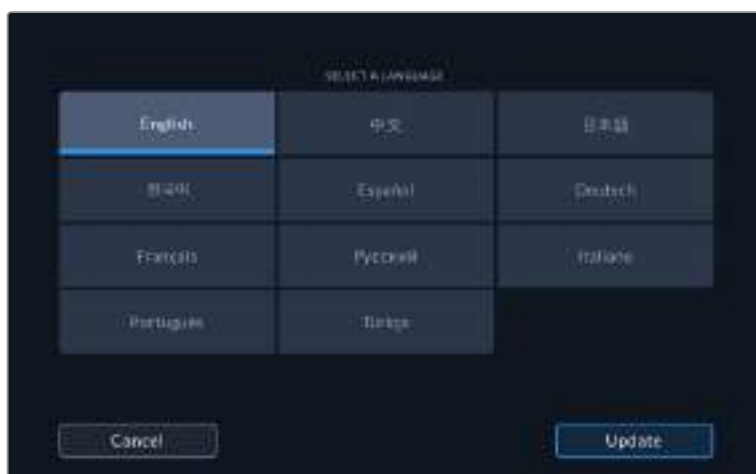 SELECT A LANGUAGE
English 中文 日本語
한국어 Español Deutsch
Français Русский Italiano
Português Türkçe
Cancel Update